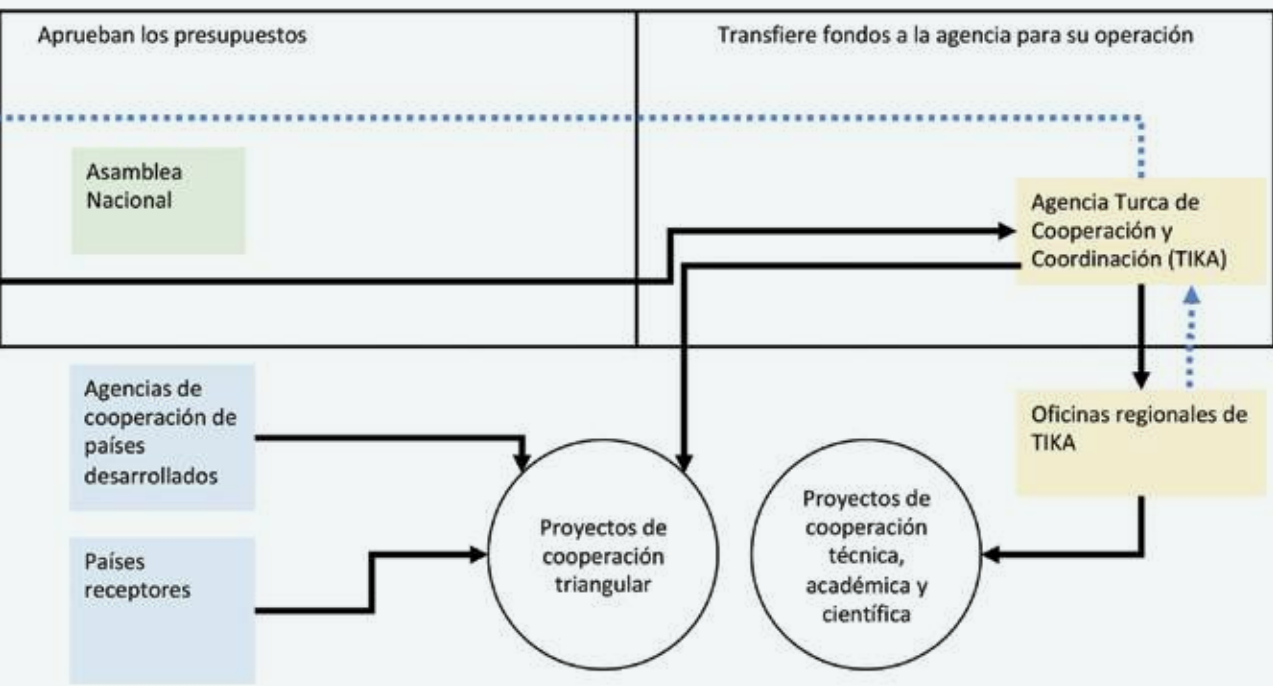 Aprueban los presupuestos
Transfiere fondos a la agencia para su operación
Asamblea
Nacional
Agencia Turca de
Cooperación y
Coordinación (TIKA)
Agencias de
cooperación de
países
desarrollados
Oficinas regionales de
TIKA
Proyectos de
cooperación
triangular
Proyectos de
cooperación
técnica,
académica y
científica
Países
receptores